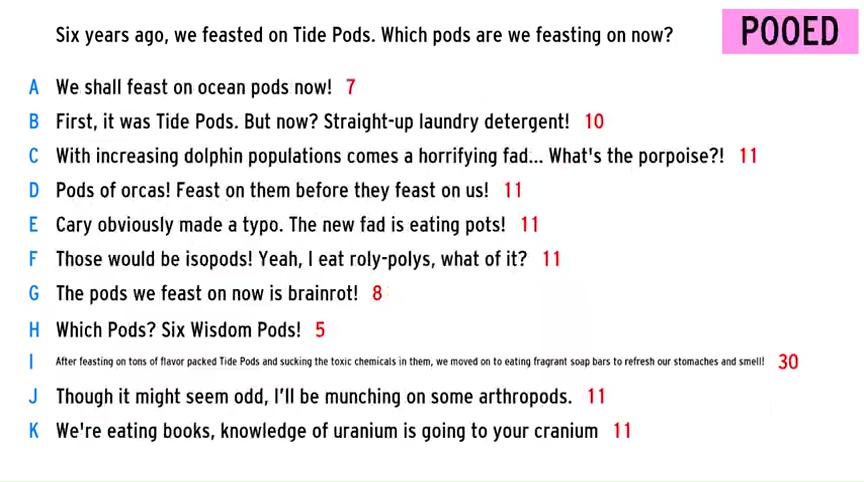 Six years ago, we feasted on Tide Pods. Which pods are we feasting on now?
POOED
A We shall feast on ocean pods now! 7
B First, it was Tide Pods. But now? Straight-up laundry detergent! 10
C With increasing dolphin populations comes a horrifying fad... What's the porpoise?! 11
D Pods of orcas! Feast on them before they feast on us! 11
E Cary obviously made a typo. The new fad is eating pots! 11
F Those would be isopods! Yeah, I eat roly-polys, what of it? 11
G The pods we feast on now is brainrot! 8
H Which Pods? Six Wisdom Pods! 5
I After feasting on tons of flavor packed Tide Pods and sucking the toxic chemicals in them, we moved on to eating fragrant soap bars to refresh our stomaches and smell! 30
J Though it might seem odd, I'll be munching on some arthropods. 11
K We're eating books, knowledge of uranium is going to your cranium 11